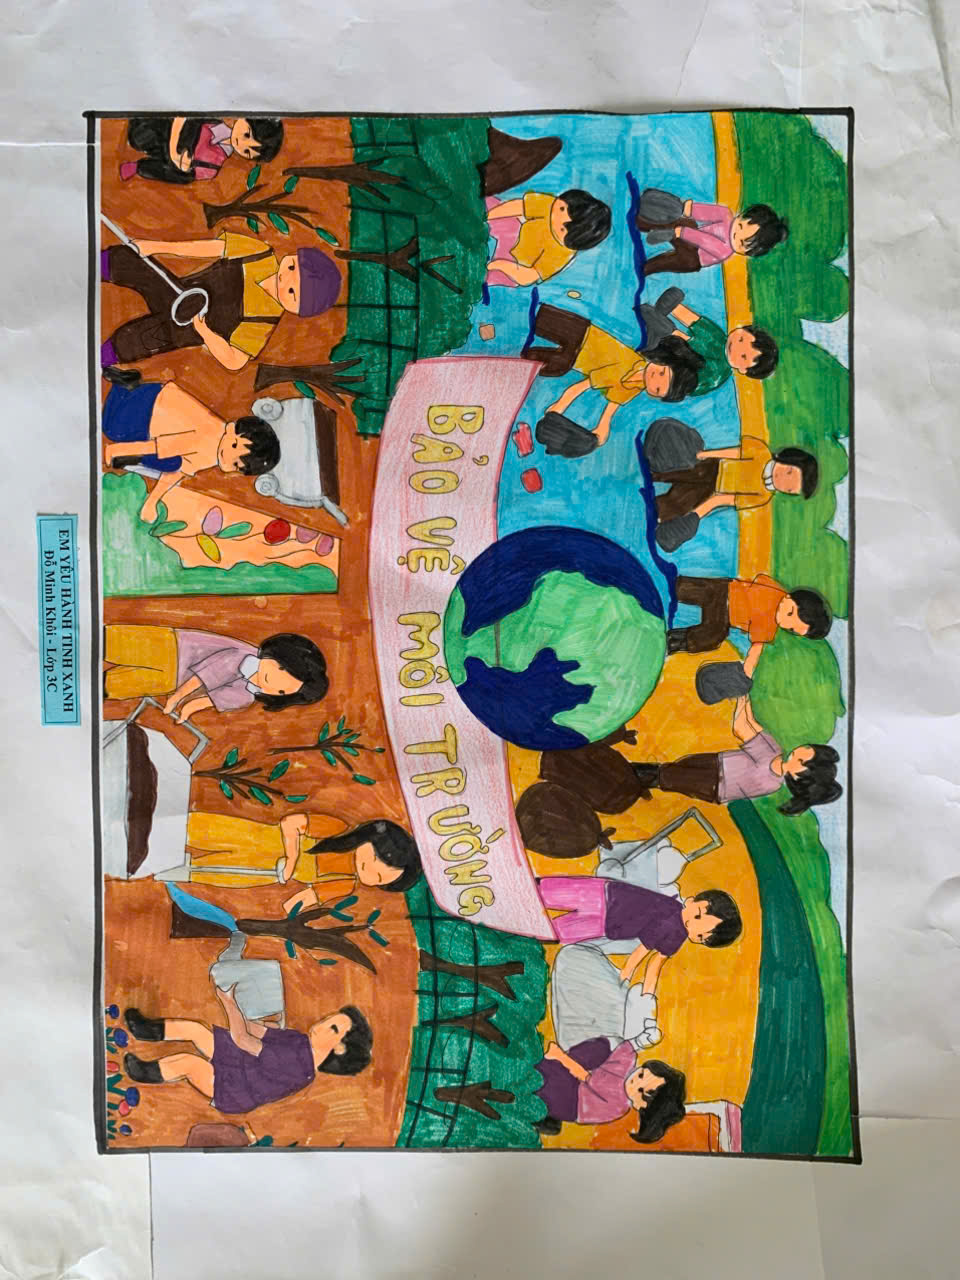 BẢO VỆ MÔI TRƯỜNG
EM YÊU HÀNH TINH XANH
Đỗ Minh Khôi - Lớp 3C